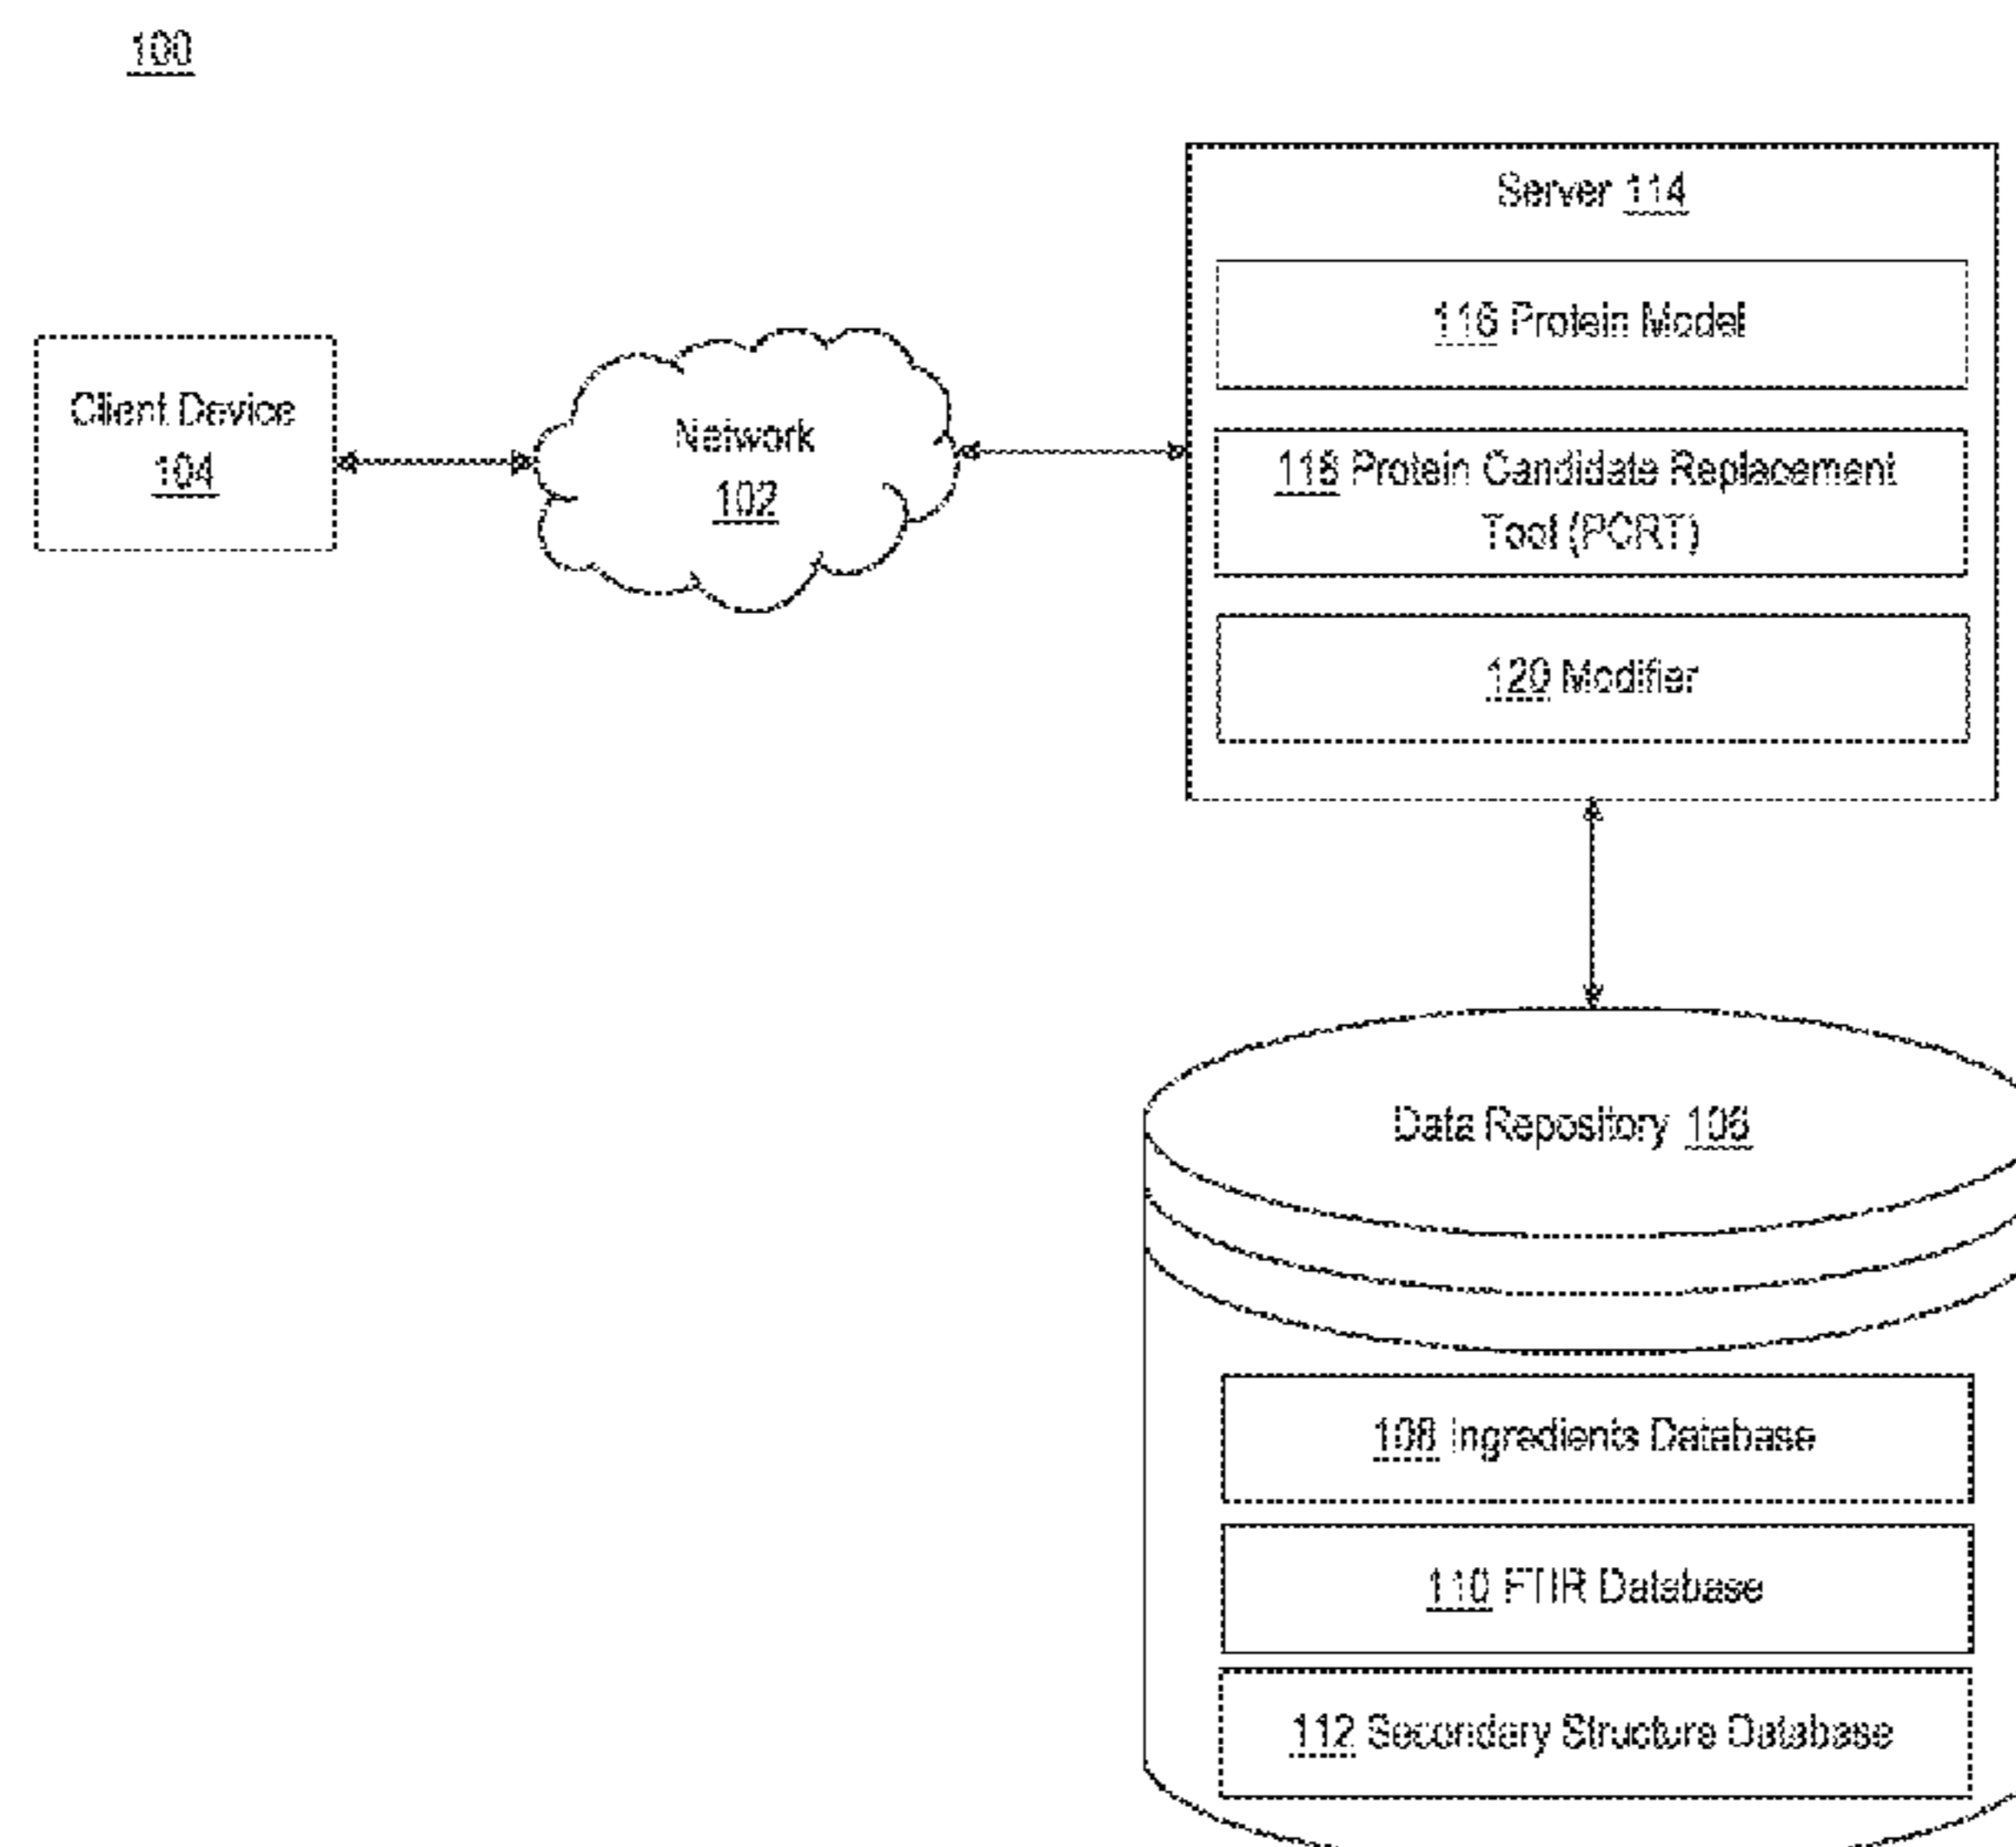 100
Server 114
116 Protein Model
Client Device
104
Network
102
118 Protein Candidate Replacement
Tool (PCRT)
120 Modifier
Data Repository 106
108 Ingredients Database
110 FTIR Database
112 Secondary Structure Database